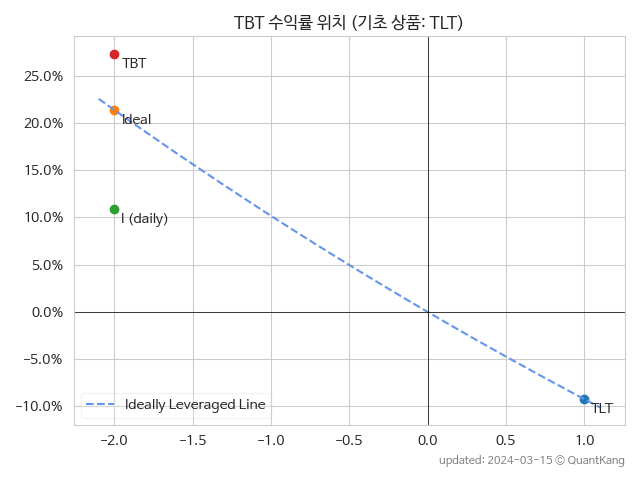 TBT 수익률 위치 (기초 상품: TLT)
25.0%
20.0%
15.0%
10.0%
5.0%
0.0%
−5.0%
−10.0%
TBT
Ideal
I (daily)
TLT
Ideally Leveraged Line
−2.0 −1.5 −1.0 −0.5 0.0 0.5 1.0
updated: 2024-03-15 © QuantKang